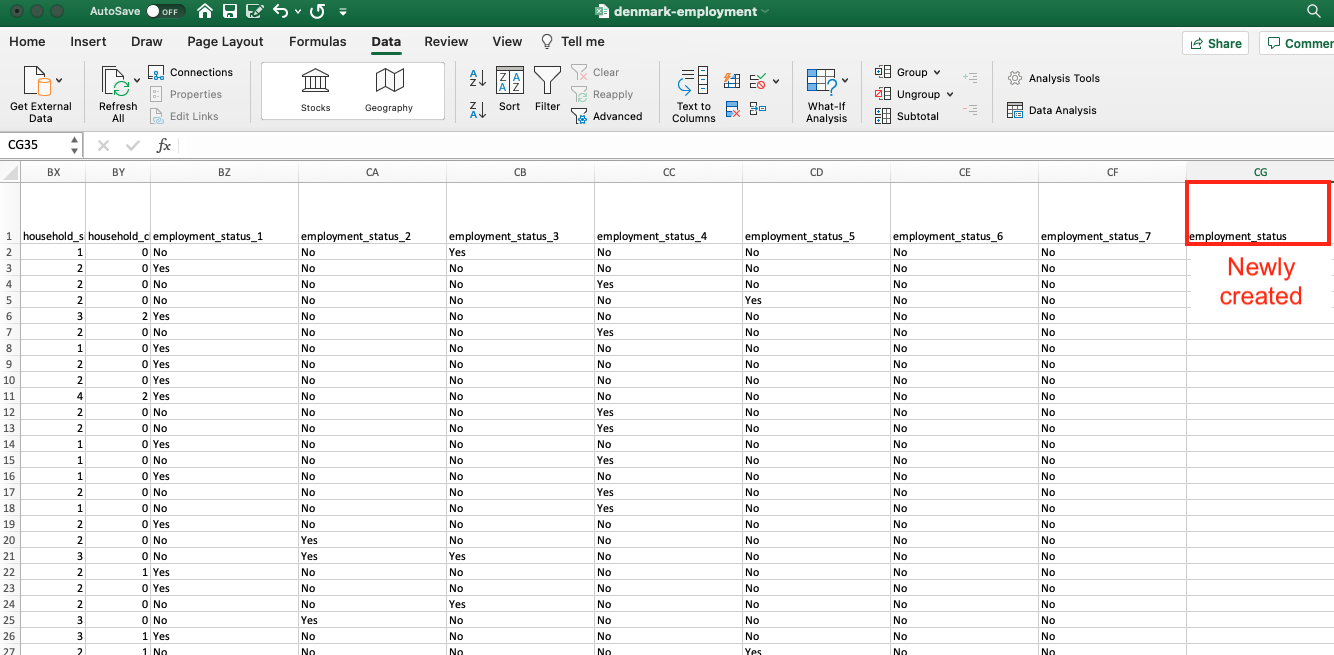 AutoSave OFF denmark-employment
Home Insert Draw Page Layout Formulas Data Review View Tell me Share Commen
Get External Data
Refresh All
Connections
Properties
Edit Links
Stocks
Geography
A Z
Z A
Z A A Z
Sort
Filter
Clear
Reapply
Advanced
Text to Columns
What-If Analysis
Group
Ungroup
Subtotal
Analysis Tools
Data Analysis
CG35 fx
BX BY BZ CA CB CC CD CE CF CG
1 household_si household_c employment_status_1 employment_status_2 employment_status_3 employment_status_4 employment_status_5 employment_status_6 employment_status_7 employment_status
2 1 0 No No Yes No No No No
3 2 0 Yes No No No No No No
4 2 0 No No No Yes No No No
5 2 0 No No No No Yes No No
6 3 2 Yes No No No No No No
7 2 0 No No No Yes No No No
8 1 0 Yes No No No No No No
9 2 0 Yes No No No No No No
10 2 0 Yes No No No No No No
11 4 2 Yes No No No No No No
12 2 0 No No No Yes No No No
13 2 0 No No No Yes No No No
14 1 0 Yes No No No No No No
15 1 0 No No No Yes No No No
16 1 0 Yes No No No No No No
17 2 0 No No No Yes No No No
18 1 0 No No No Yes No No No
19 2 0 Yes No No No No No No
20 2 0 No Yes No No No No No
21 3 0 No Yes Yes No No No No
22 2 1 Yes No No No No No No
23 2 0 Yes No No No No No No
24 2 0 No No Yes No No No No
25 3 0 No Yes No No No No No
26 3 1 Yes No No No No No No
27 2 1 No No No No Yes No No
Newly
created